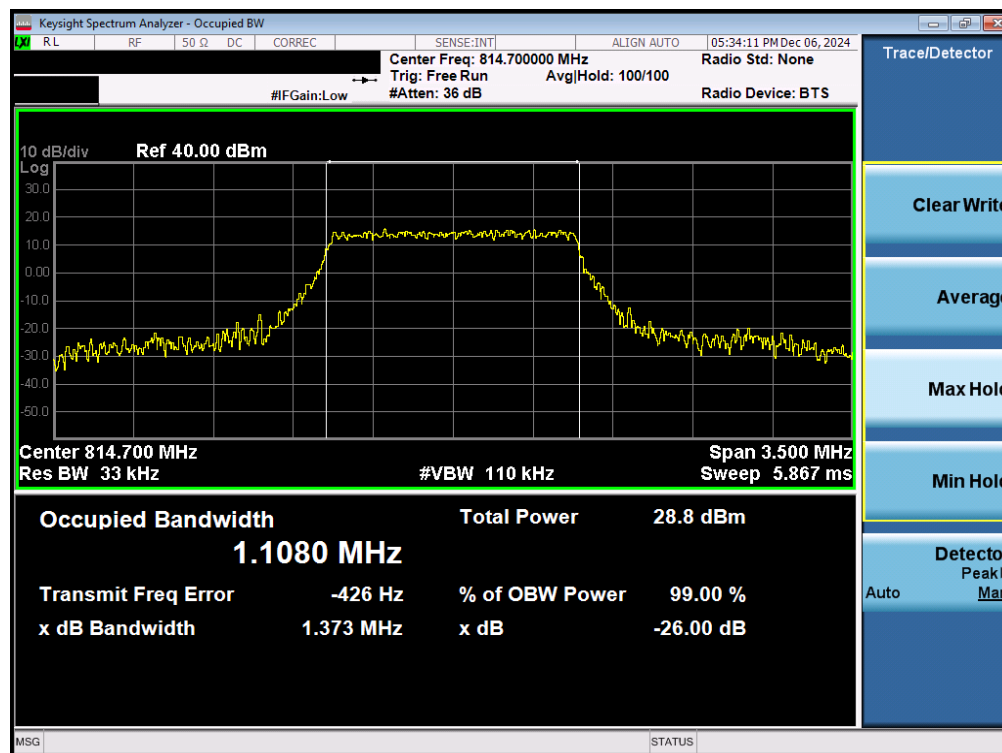 Keysight Spectrum Analyzer - Occupied BW
LXI RL RF 50 Ω DC CORREC SENSE:INT ALIGN AUTO 05:34:11 PM Dec 06, 2024
Center Freq: 814.700000 MHz Radio Std: None
Trig: Free Run Avg|Hold: 100/100
#IFGain:Low #Atten: 36 dB Radio Device: BTS
Trace/Detector
10 dB/div Ref 40.00 dBm
Log
30.0
20.0
10.0
0.00
-10.0
-20.0
-30.0
-40.0
-50.0
Center 814.700 MHz Span 3.500 MHz
Res BW 33 kHz #VBW 110 kHz Sweep 5.867 ms
Occupied Bandwidth Total Power 28.8 dBm
1.1080 MHz
Transmit Freq Error -426 Hz % of OBW Power 99.00 %
x dB Bandwidth 1.373 MHz x dB -26.00 dB
Clear Write
Average
Max Hold
Min Hold
Detector
Peak
Auto Man
MSG STATUS